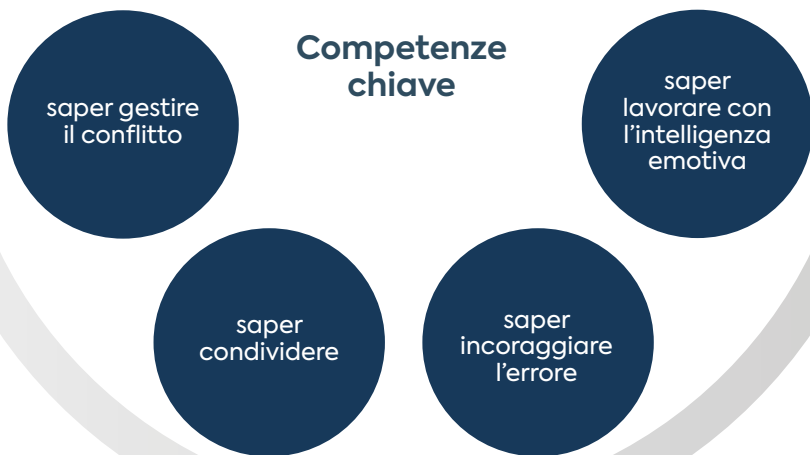 Competenze
chiave
saper gestire
il conflitto
saper
lavorare con
l’intelligenza
emotiva
saper
condividere
saper
incoraggiare
l’errore